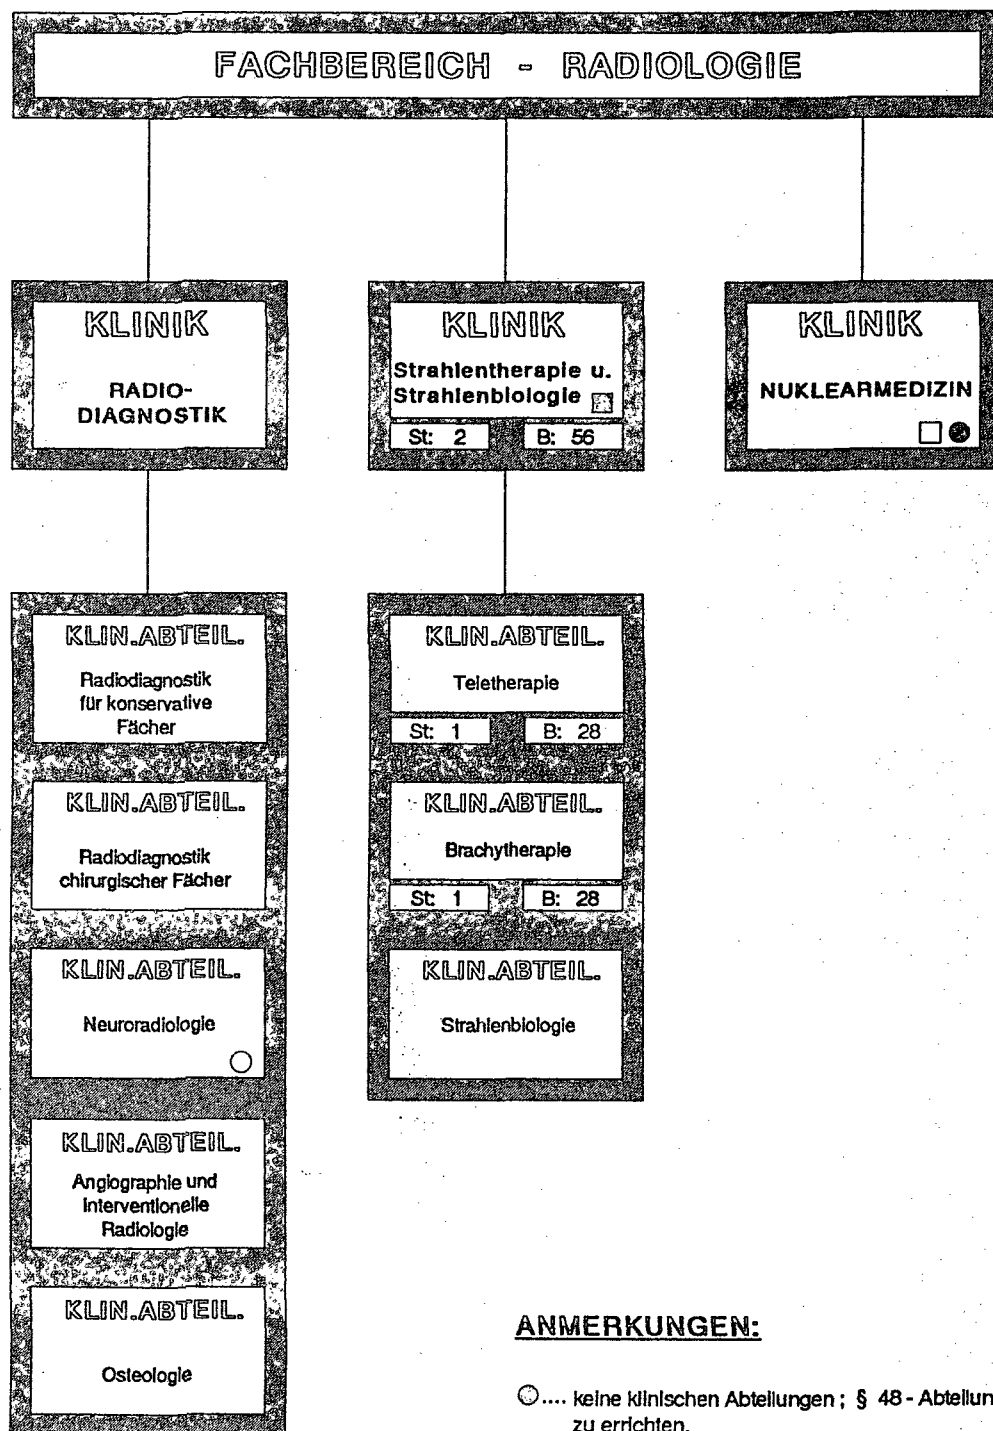 FACHBEREICH - RADIOLOGIE
KLINIK
RADIO-
DIAGNOSTIK
KLINIK
Strahlentherapie u.
Strahlenbiologie
St: 2 B: 56
KLINIK
NUKLEARMEDIZIN
KLIN.ABTEIL.
Radiodiagnostik
für konservative
Fächer
KLIN.ABTEIL.
Radiodiagnostik
chirurgischer Fächer
KLIN.ABTEIL.
Neuroradiologie
KLIN.ABTEIL.
Angiographie und
Interventionelle
Radiologie
KLIN.ABTEIL.
Osteologie
KLIN.ABTEIL.
Teletherapie
St: 1 B: 28
KLIN.ABTEIL.
Brachytherapie
St: 1 B: 28
KLIN.ABTEIL.
Strahlenbiologie
ANMERKUNGEN:
.... keine klinischen Abteilungen ; § 48 - Abteilun
zu errichten.